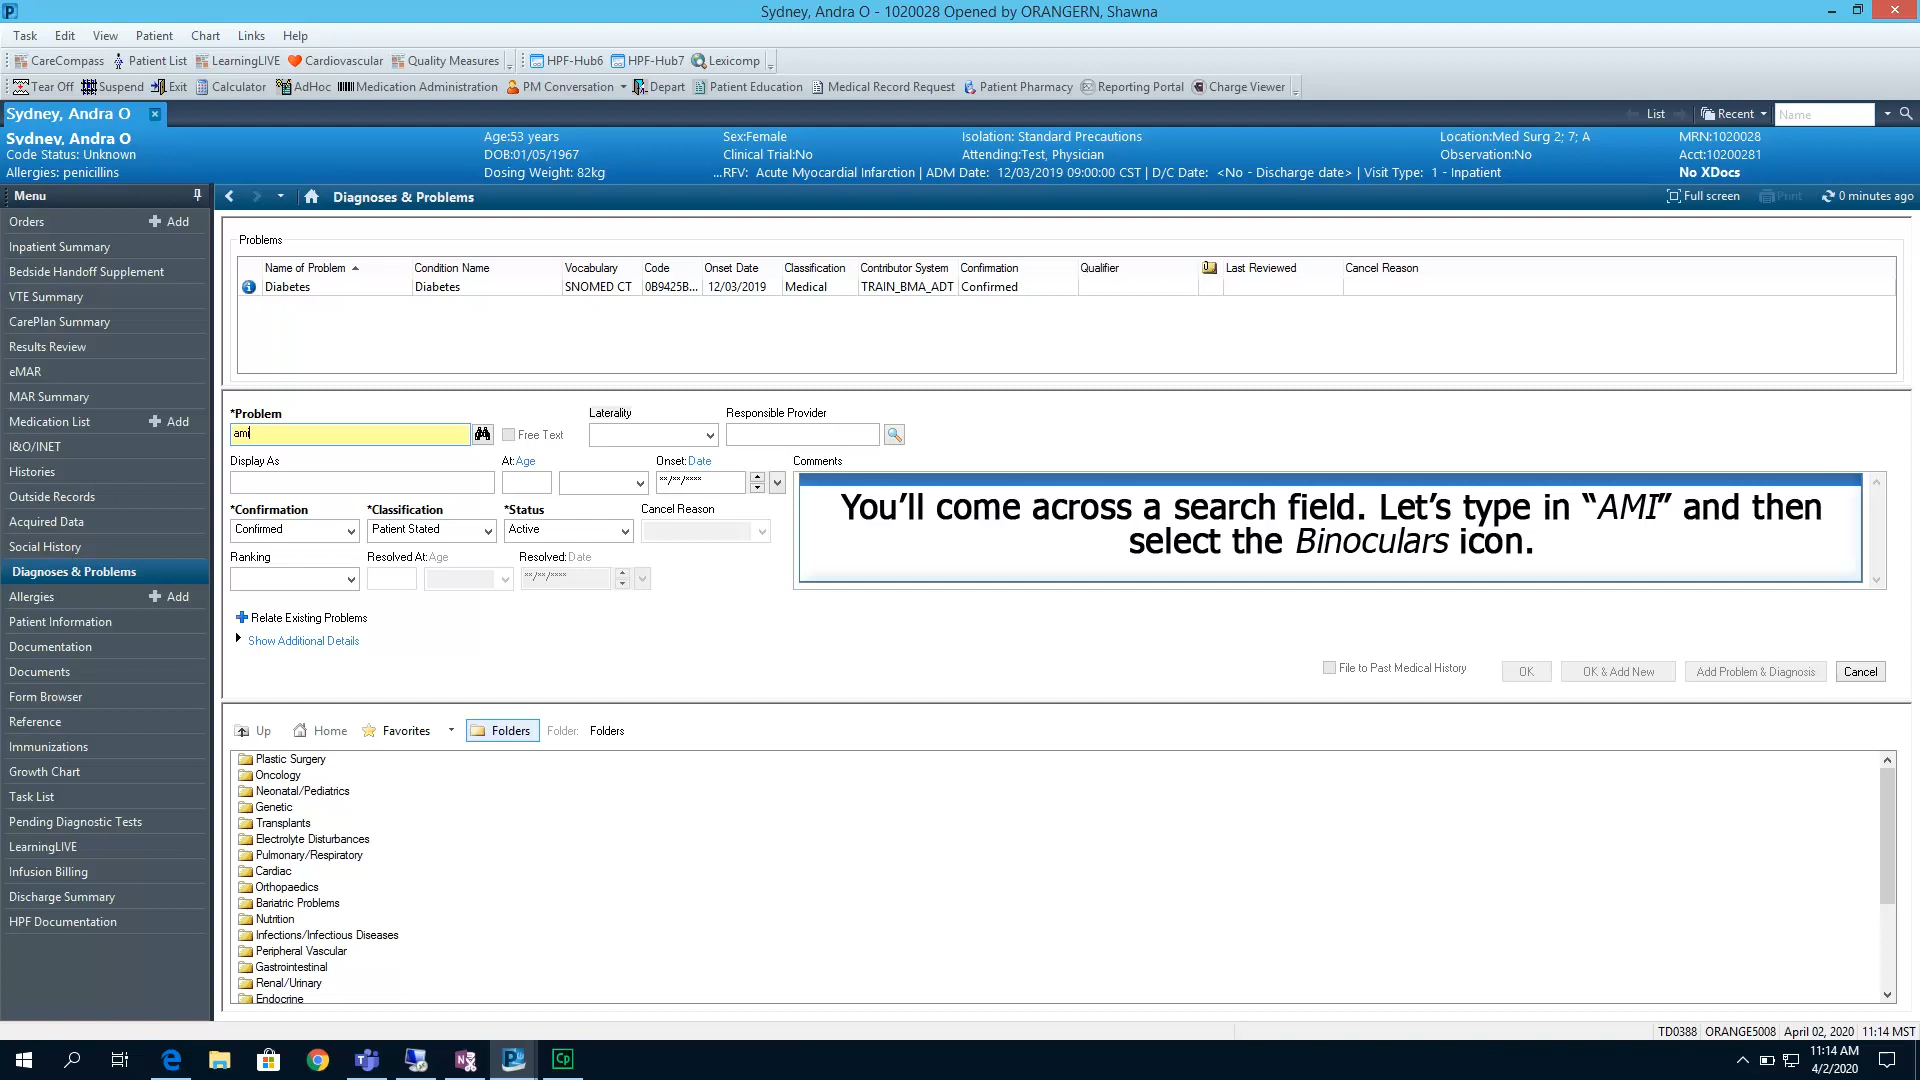 Sydney, Andra O - 1020028 Opened by ORANGERN, Shawna
Task Edit View Patient Chart Links Help
CareCompass Patient List LearningLIVE Cardiovascular Quality Measures HPF-Hub6 HPF-Hub7 Lexicomp
Tear Off Suspend Exit Calculator AdHoc Medication Administration PM Conversation Depart Patient Education Medical Record Request Patient Pharmacy Reporting Portal Charge Viewer
Sydney, Andra O List Recent Name
Sydney, Andra O Age:53 years Sex:Female Isolation: Standard Precautions Location:Med Surg 2; 7; A MRN:1020028
Code Status: Unknown DOB:01/05/1967 Clinical Trial:No Attending:Test, Physician Observation:No Acct:10200281
Allergies: penicillins Dosing Weight: 82kg ...RFV: Acute Myocardial Infarction | ADM Date: 12/03/2019 09:00:00 CST | D/C Date: <No - Discharge date> | Visit Type: 1 - Inpatient No XDocs
Menu
Orders Add
Inpatient Summary
Bedside Handoff Supplement
VTE Summary
CarePlan Summary
Results Review
eMAR
MAR Summary
Medication List Add
I&O/INET
Histories
Outside Records
Acquired Data
Social History
Diagnoses & Problems
Allergies Add
Patient Information
Documentation
Documents
Form Browser
Reference
Immunizations
Growth Chart
Task List
Pending Diagnostic Tests
LearningLIVE
Infusion Billing
Discharge Summary
HPF Documentation
Diagnoses & Problems Full screen Print 0 minutes ago
Problems
Name of Problem Condition Name Vocabulary Code Onset Date Classification Contributor System Confirmation Qualifier Last Reviewed Cancel Reason
Diabetes Diabetes SNOMED CT 0B9425B... 12/03/2019 Medical TRAIN_BMA_ADT Confirmed
*Problem Laterality Responsible Provider
ami Free Text
Display As At: Age Onset: Date Comments
**/**/****
You'll come across a search field. Let's type in “AMI” and then
select the Binoculars icon.
*Confirmation *Classification *Status Cancel Reason
Confirmed Patient Stated Active
Ranking Resolved At: Age Resolved: Date
**/**/****
Relate Existing Problems
Show Additional Details
File to Past Medical History OK OK & Add New Add Problem & Diagnosis Cancel
Up Home Favorites Folders Folder: Folders
Plastic Surgery
Oncology
Neonatal/Pediatrics
Genetic
Transplants
Electrolyte Disturbances
Pulmonary/Respiratory
Cardiac
Orthopaedics
Bariatric Problems
Nutrition
Infections/Infectious Diseases
Peripheral Vascular
Gastrointestinal
Renal/Urinary
Endocrine
TD0388 ORANGE5008 April 02, 2020 11:14 MST
Cp
11:14 AM
4/2/2020